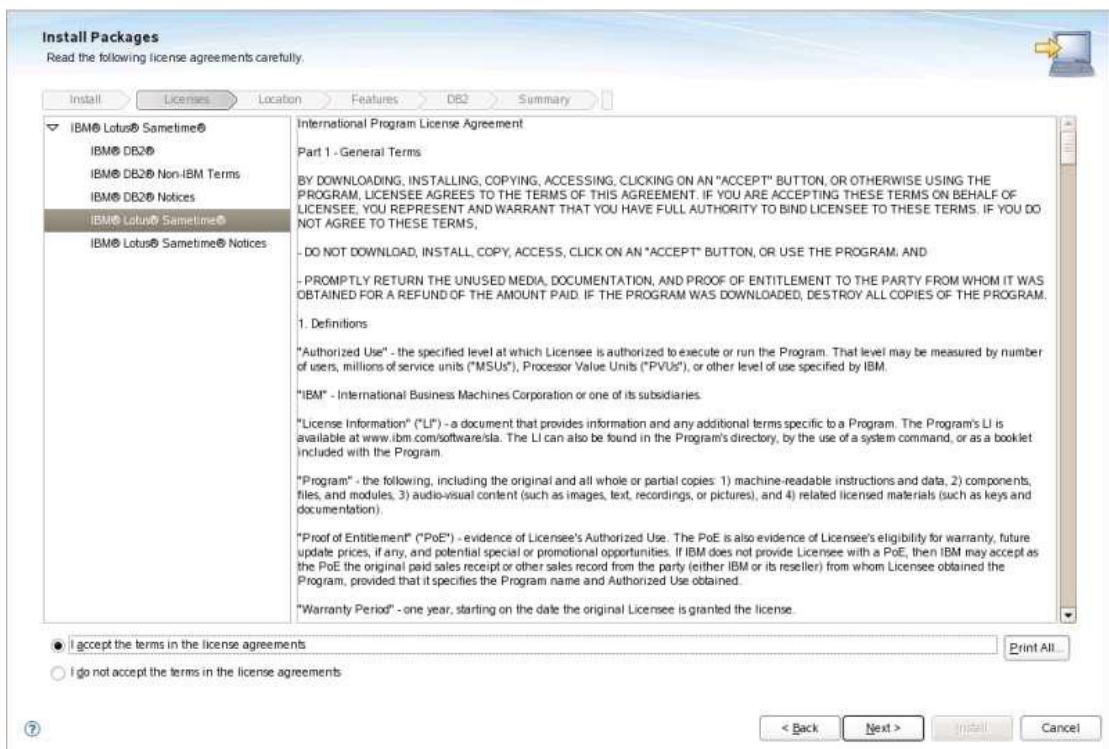 Install Packages
Read the following license agreements carefully.
Install
Licenses
Location
Features
DB2
Summary
IBM® Lotus® Sametime®
IBM® DB2®
IBM® DB2® Non-IBM Terms
IBM® DB2® Notices
IBM® Lotus® Sametime®
IBM® Lotus® Sametime® Notices
International Program License Agreement
Part 1 - General Terms
BY DOWNLOADING, INSTALLING, COPYING, ACCESSING, CLICKING ON AN "ACCEPT" BUTTON, OR OTHERWISE USING THE
PROGRAM, LICENSEE AGREES TO THE TERMS OF THIS AGREEMENT. IF YOU ARE ACCEPTING THESE TERMS ON BEHALF OF
LICENSEE, YOU REPRESENT AND WARRANT THAT YOU HAVE FULL AUTHORITY TO BIND LICENSEE TO THESE TERMS. IF YOU DO
NOT AGREE TO THESE TERMS,
- DO NOT DOWNLOAD, INSTALL, COPY, ACCESS, CLICK ON AN "ACCEPT" BUTTON, OR USE THE PROGRAM; AND
- PROMPTLY RETURN THE UNUSED MEDIA, DOCUMENTATION, AND PROOF OF ENTITLEMENT TO THE PARTY FROM WHOM IT WAS
OBTAINED FOR A REFUND OF THE AMOUNT PAID. IF THE PROGRAM WAS DOWNLOADED, DESTROY ALL COPIES OF THE PROGRAM.
1. Definitions
"Authorized Use" - the specified level at which Licensee is authorized to execute or run the Program. That level may be measured by number
of users, millions of service units ("MSUs"), Processor Value Units ("PVUs"), or other level of use specified by IBM.
"IBM" - International Business Machines Corporation or one of its subsidiaries.
"License Information" ("LI") - a document that provides information and any additional terms specific to a Program. The Program's LI is
available at www.ibm.com/software/sla. The LI can also be found in the Program's directory, by the use of a system command, or as a booklet
included with the Program.
"Program" - the following, including the original and all whole or partial copies: 1) machine-readable instructions and data, 2) components,
files, and modules, 3) audio-visual content (such as images, text, recordings, or pictures), and 4) related licensed materials (such as keys and
documentation).
"Proof of Entitlement" ("PoE") - evidence of Licensee's Authorized Use. The PoE is also evidence of Licensee's eligibility for warranty, future
update prices, if any, and potential special or promotional opportunities. If IBM does not provide Licensee with a PoE, then IBM may accept as
the PoE the original paid sales receipt or other sales record from the party (either IBM or its reseller) from whom Licensee obtained the
Program, provided that it specifies the Program name and Authorized Use obtained.
"Warranty Period" - one year, starting on the date the original Licensee is granted the license.
I accept the terms in the license agreements
Print All...
I do not accept the terms in the license agreements
?
< Back
Next >
Install
Cancel